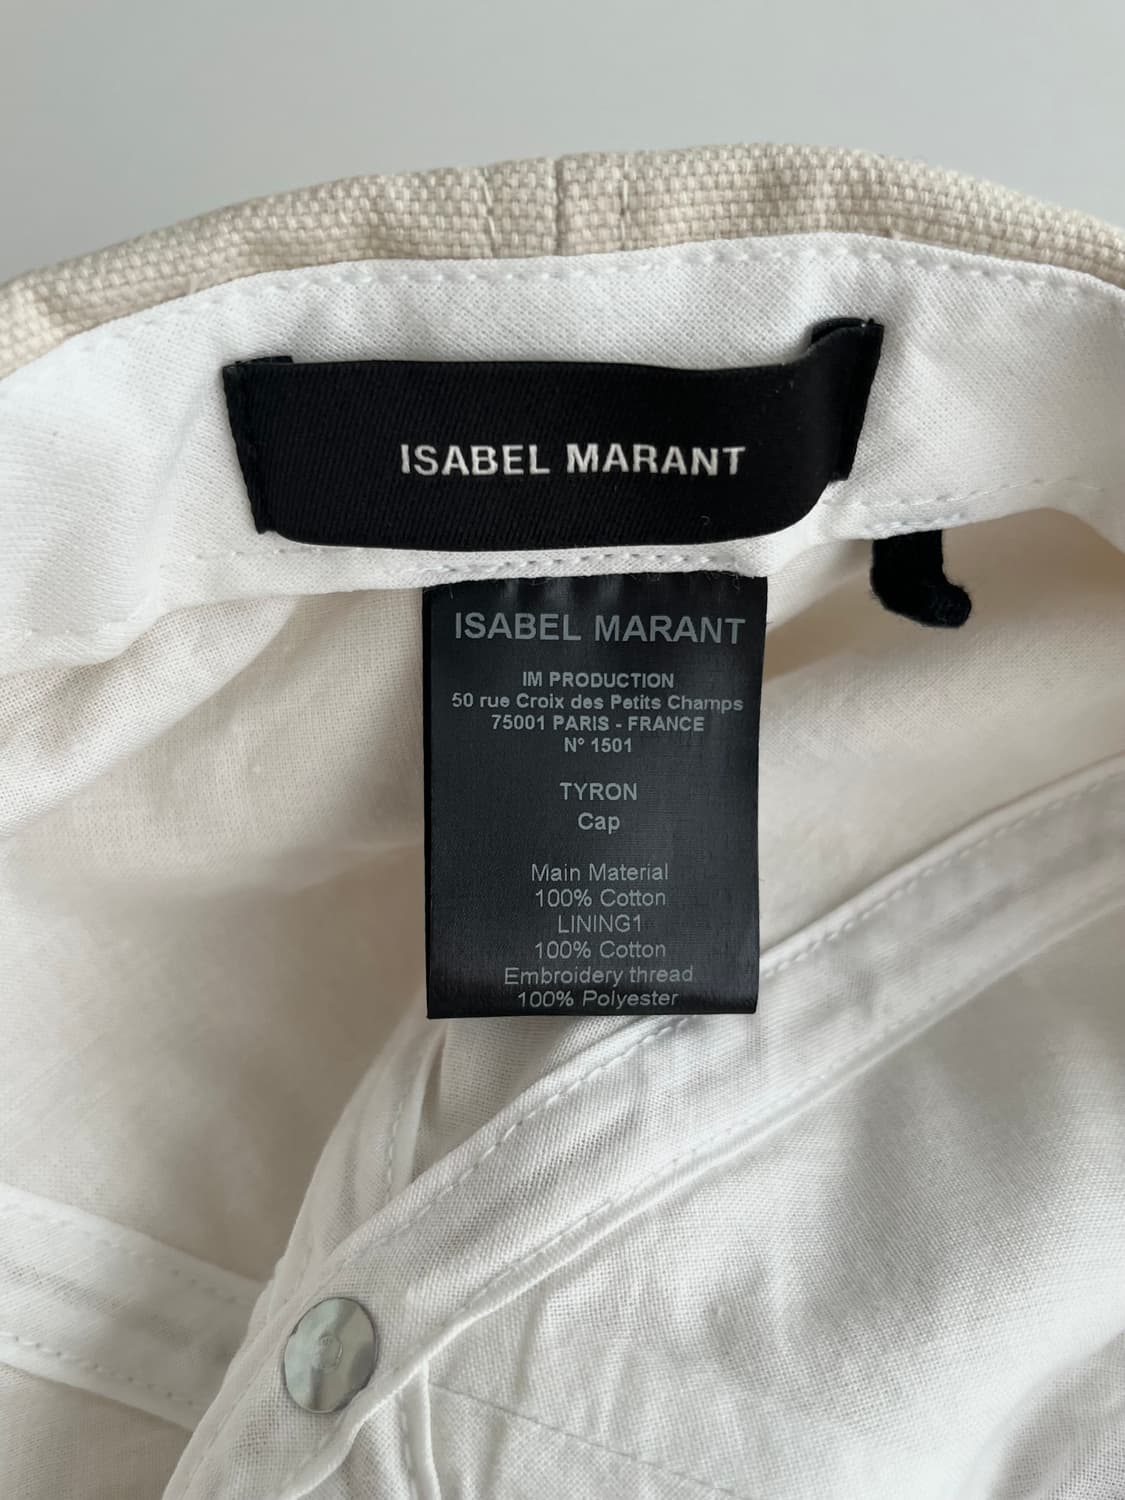 ISABEL MARANT
ISABEL MARANT
IM PRODUCTION
50 rue Croix des Petits Champs
75001 PARIS - FRANCE
N° 1501
TYRON
Cap
Main Material
100% Cotton
LINING1
100% Cotton
Embroidery thread
100% Polyester